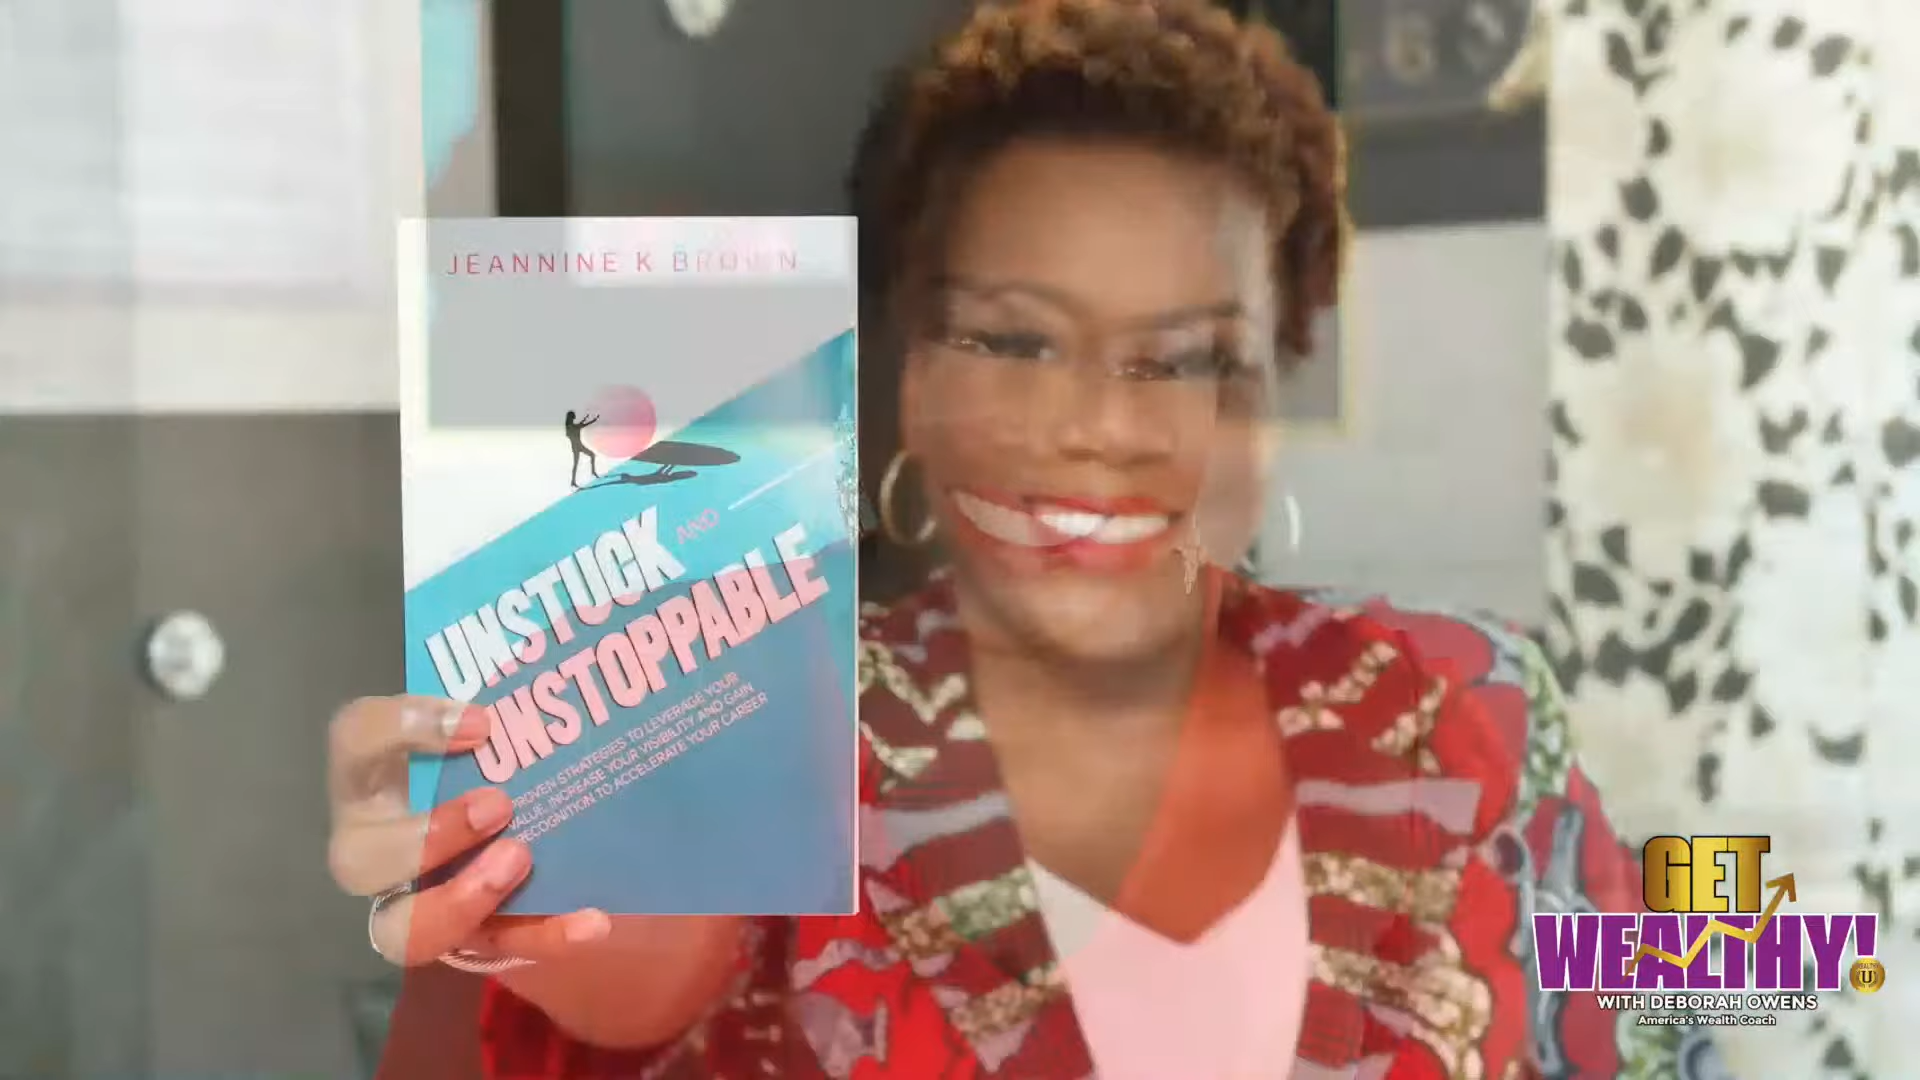 JEANNINE K BROWN
UNSTUCK AND
UNSTOPPABLE
PROVEN STRATEGIES TO LEVERAGE YOUR
VALUE, INCREASE YOUR VISIBILITY AND GAIN
RECOGNITION TO ACCELERATE YOUR CAREER
GET
WEALTHY!
U
WITH DEBORAH OWENS
America's Wealth Coach